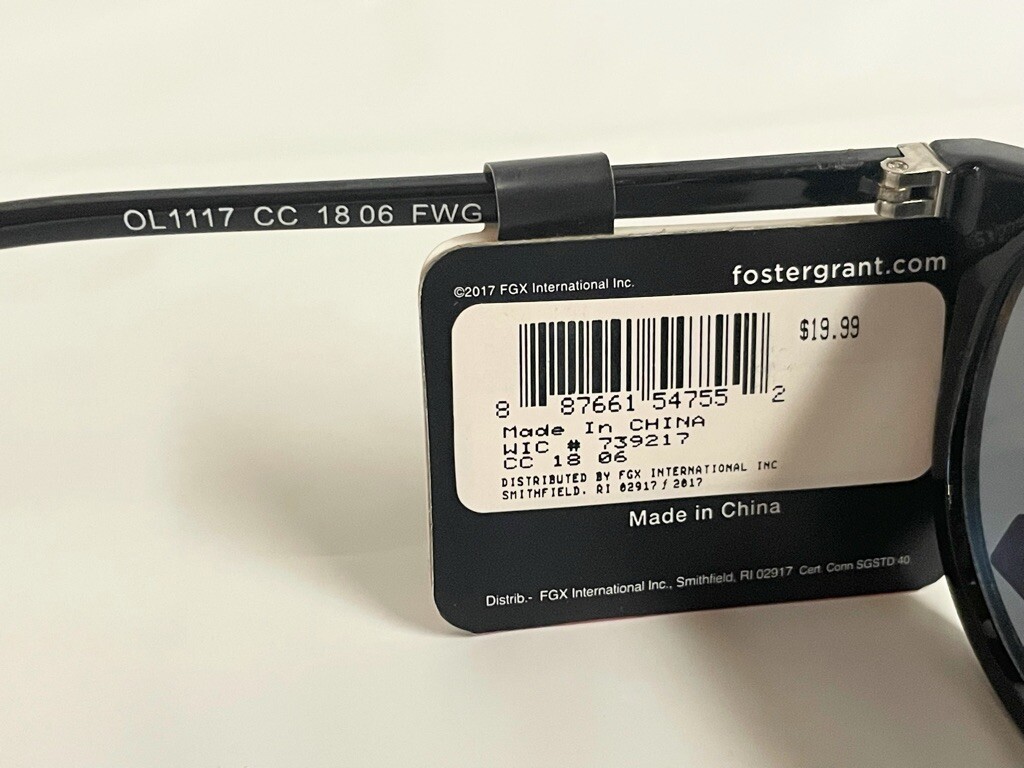 OL1117 CC 18 06 FWG
©2017 FGX International Inc.
fostergrant.com
$19.99
8 87661 54755 2
Made In CHINA
WIC # 739217
CC 18 06
DISTRIBUTED BY FGX INTERNATIONAL INC
SMITHFIELD. RI 02917 / 2017
Made in China
Distrib.- FGX International Inc., Smithfield, RI 02917 Cert. Conn SGSTD 40